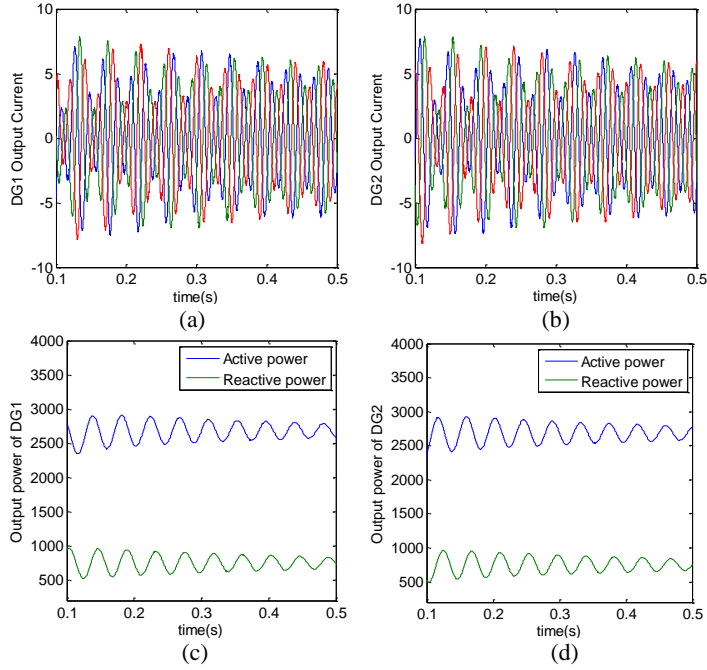 DG1 Output Current
10
5
0
-5
-10
0.1 0.2 0.3 0.4 0.5
time(s)
(a)
DG2 Output Current
10
5
0
-5
-10
0.1 0.2 0.3 0.4 0.5
time(s)
(b)
Output power of DG1
4000
3500
3000
2500
2000
1500
1000
500
Active power
Reactive power
0.1 0.2 0.3 0.4 0.5
time(s)
(c)
Output power of DG2
4000
3500
3000
2500
2000
1500
1000
500
Active power
Reactive power
0.1 0.2 0.3 0.4 0.5
time(s)
(d)